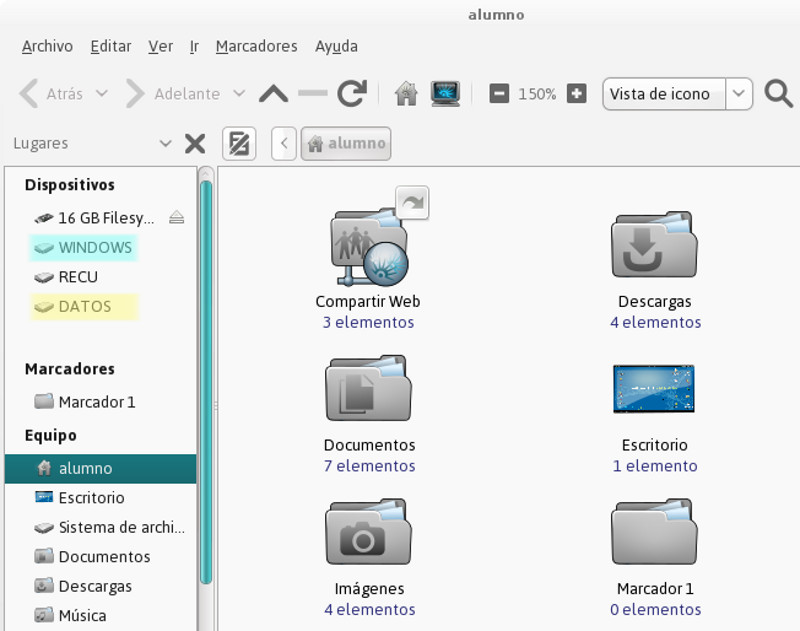 alumno
Archivo Editar Ver Ir Marcadores Ayuda
Atrás Adelante 150% Vista de icono
Lugares alumno
Dispositivos
16 GB Filesy...
WINDOWS
RECU
DATOS
Marcadores
Marcador 1
Equipo
alumno
Escritorio
Sistema de archi...
Documentos
Descargas
Música
Compartir Web
3 elementos
Descargas
4 elementos
Documentos
7 elementos
Escritorio
1 elemento
Imágenes
4 elementos
Marcador 1
0 elementos